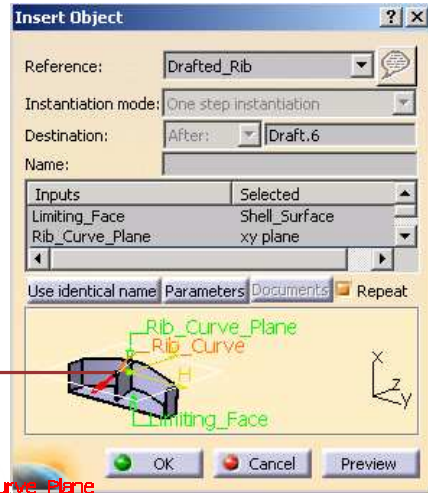 Insert Object
Reference: Drafted_Rib
Instantiation mode: One step instantiation
Destination: After: Draft.6
Name:
Inputs Selected
Limiting_Face Shell_Surface
Rib_Curve_Plane xy plane
Use identical name Parameters Documents Repeat
Rib_Curve_Plane
Rib_Curve
H
x
z
y
Limiting_Face
OK Cancel Preview
Plane